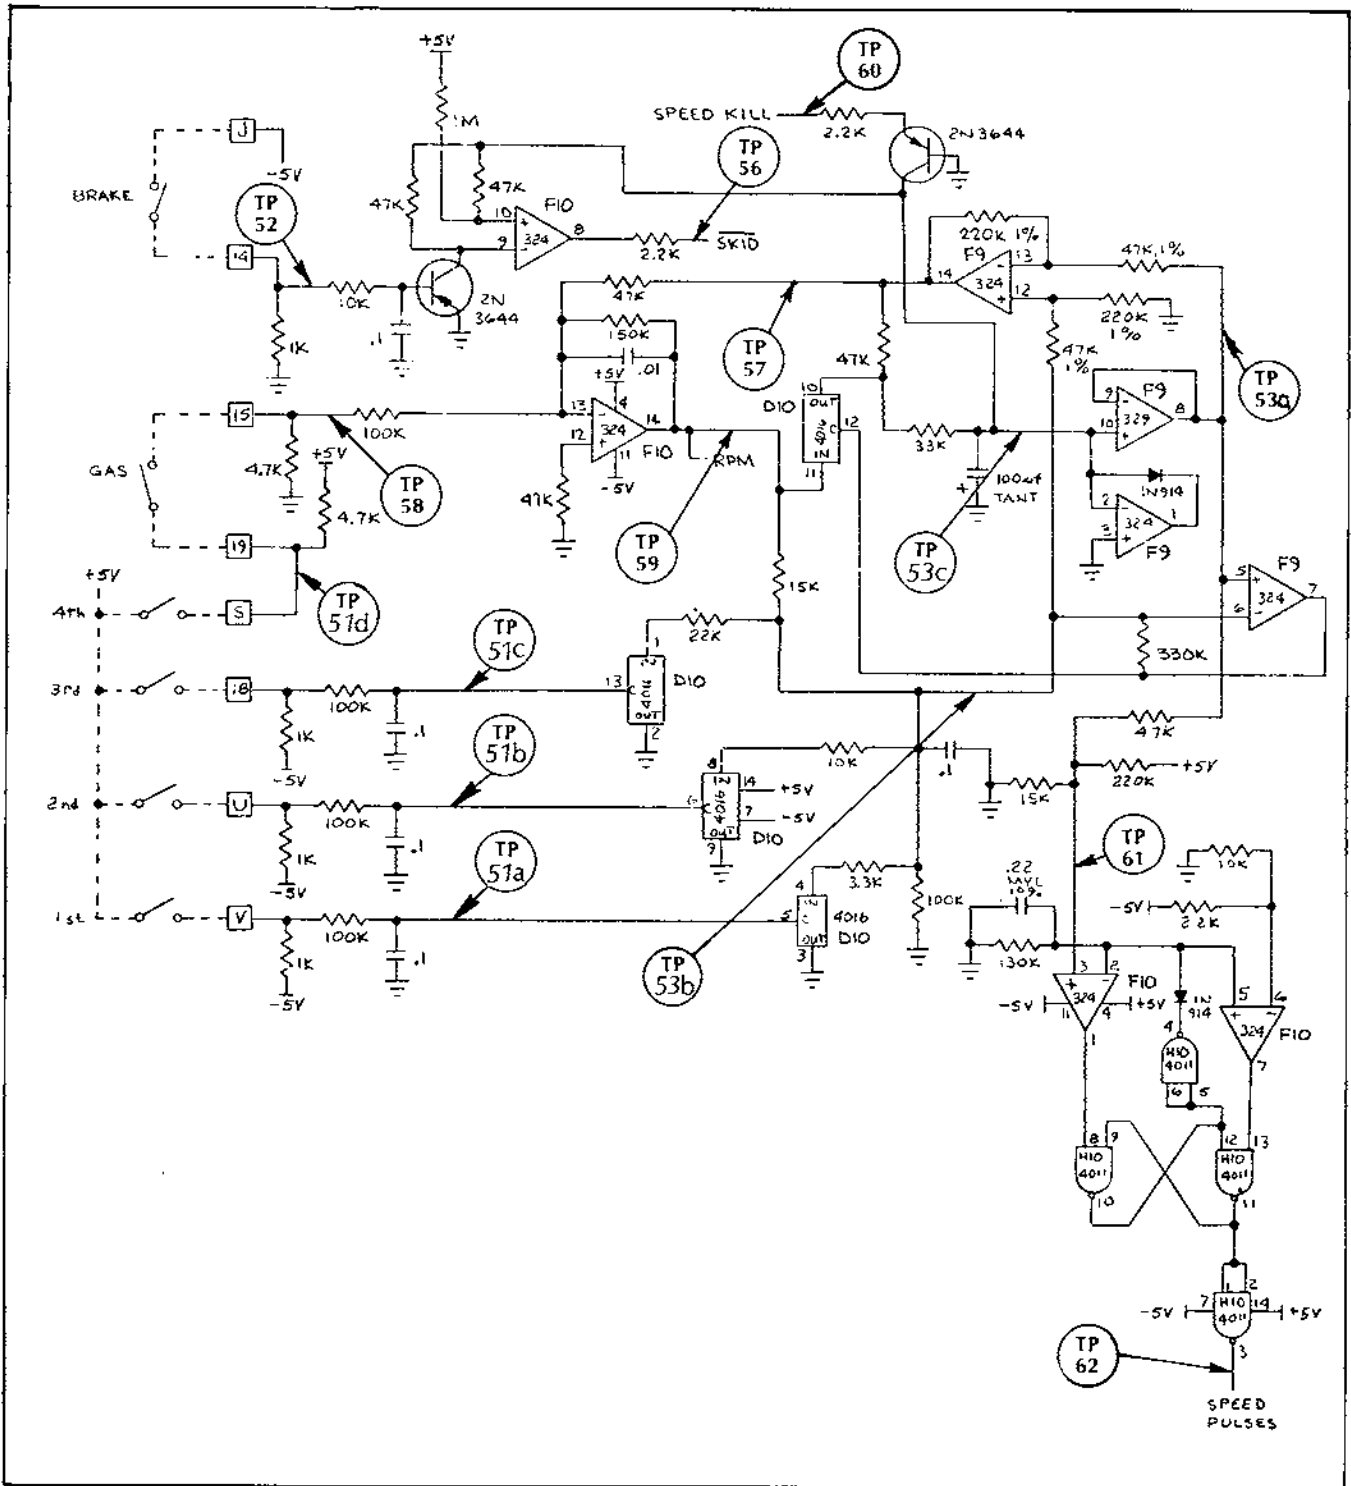 +5V
1M
TP
60
SPEED KILL
2.2K
2N3644
J
-5V
BRAKE
TP
52
14
10K
.1
1K
2N
3644
47K
47K
10
+
9
-
324
F10
8
2.2K
TP
56
SKID
220K 1%
F9
14
324
13
-
12
+
47K, 1%
220K
1%
47K
1%
TP
53a
47K
150K
.01
+5V
4
TP
57
47K
15
100K
GAS
4.7K
TP
58
+5V
4.7K
19
13
-
12
+
324
14
11
-5V
F10
RPM
47K
TP
59
D10
10
OUT
4016
C
12
IN
11
33K
+
100uf
TANT
TP
53c
9
-
F9
329
8
10
+
1N914
2
-
324
1
3
+
F9
+5V
4th
S
TP
51d
15K
F9
5
+
324
7
6
-
330K
3rd
18
1K
-5V
100K
.1
TP
51c
13
C
22K
1
IN
4016
OUT
2
D10
47K
220K
+5V
2nd
U
1K
-5V
100K
.1
TP
51b
6
C
8
IN
4016
OUT
9
14
+5V
7
-5V
D10
10K
.1
15K
1st
V
1K
-5V
100K
.1
TP
51a
5
C
4
IN
OUT
3
4016
D10
3.3K
100K
TP
53b
TP
61
.22
MYL
10%
130K
10K
-5V
2.2K
3
+
2
-
324
F10
-5V
11
4
+5V
1
1N
914
4
H10
4011
6
5
5
+
6
-
324
F10
7
8
9
H10
4011
10
12
13
H10
4011
11
1
2
-5V
7
H10
4011
14
+5V
3
TP
62
SPEED
PULSES